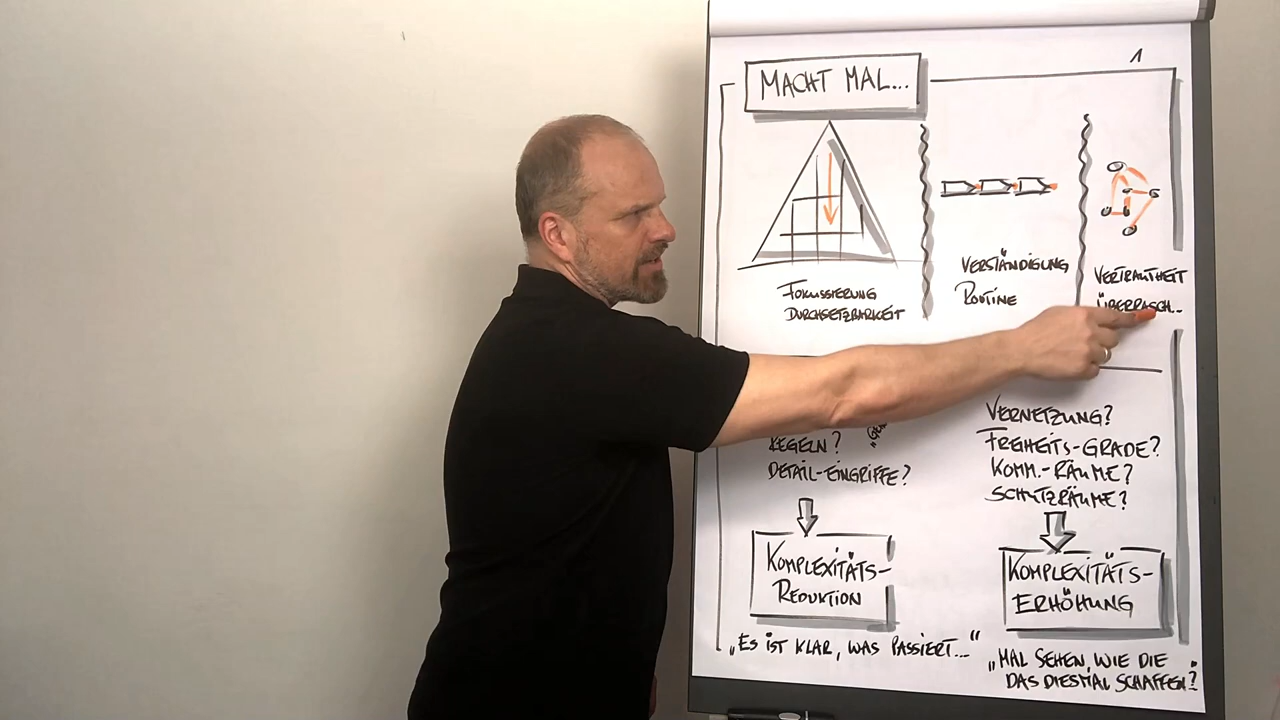 1
MACHT MAL...
FOKUSSIERUNG
DURCHSETZBARKEIT
VERSTÄNDIGUNG
ROUTINE
VERTRAUTHEIT
ÜBERRASCH...
REGELN?
DETAIL-EINGRIFFE?
KOMPLEXITÄTS-
REDUKTION
„ES IST KLAR, WAS PASSIERT..."
VERNETZUNG?
FREIHEITS-GRADE?
KOMM.-RÄUME?
SCHUTZRÄUME?
KOMPLEXITÄTS-
ERHÖHUNG
„MAL SEHEN, WIE DIE
DAS DIESMAL SCHAFFEN?"